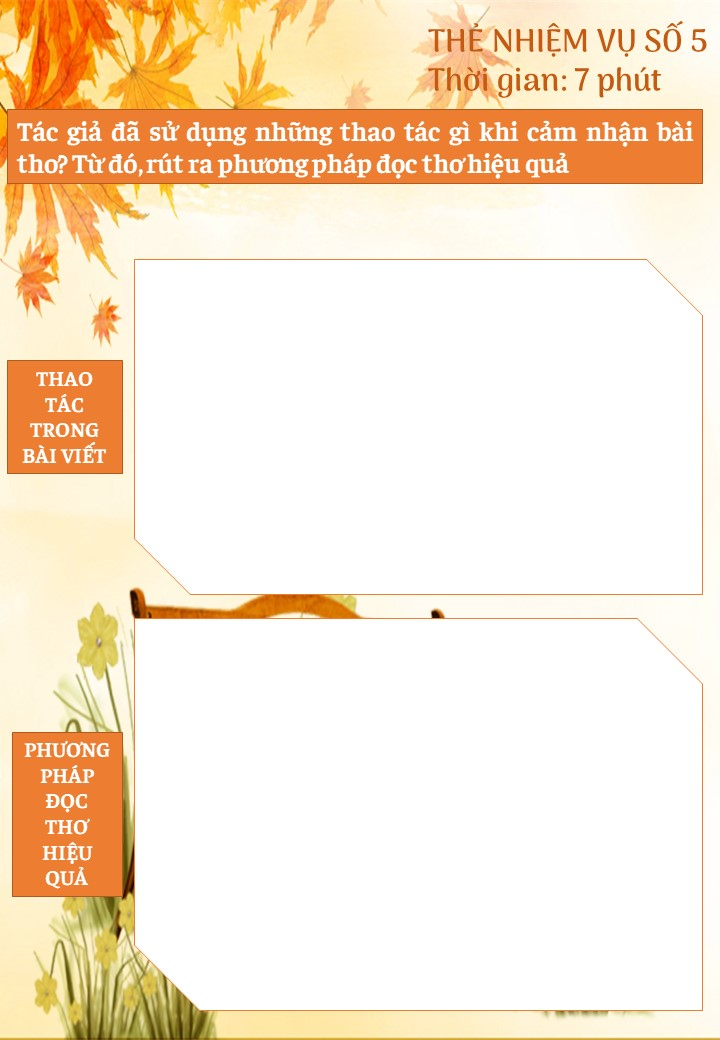 THẺ NHIỆM VỤ SỐ 5
Thời gian: 7 phút
Tác giả đã sử dụng những thao tác gì khi cảm nhận bài
thơ? Từ đó, rút ra phương pháp đọc thơ hiệu quả
THAO
TÁC
TRONG
BÀI VIẾT
PHƯƠNG
PHÁP
ĐỌC
THƠ
HIỆU
QUẢ